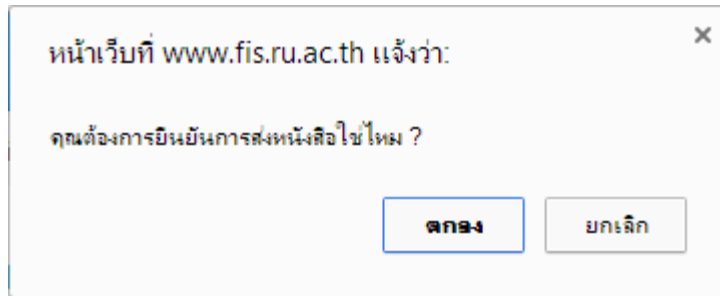 หน้าเว็บที่ www.fis.ru.ac.th แจ้งว่า:
×
คุณต้องการยืนยันการส่งหนังสือใช่ไหม ?
ตกลง ยกเลิก